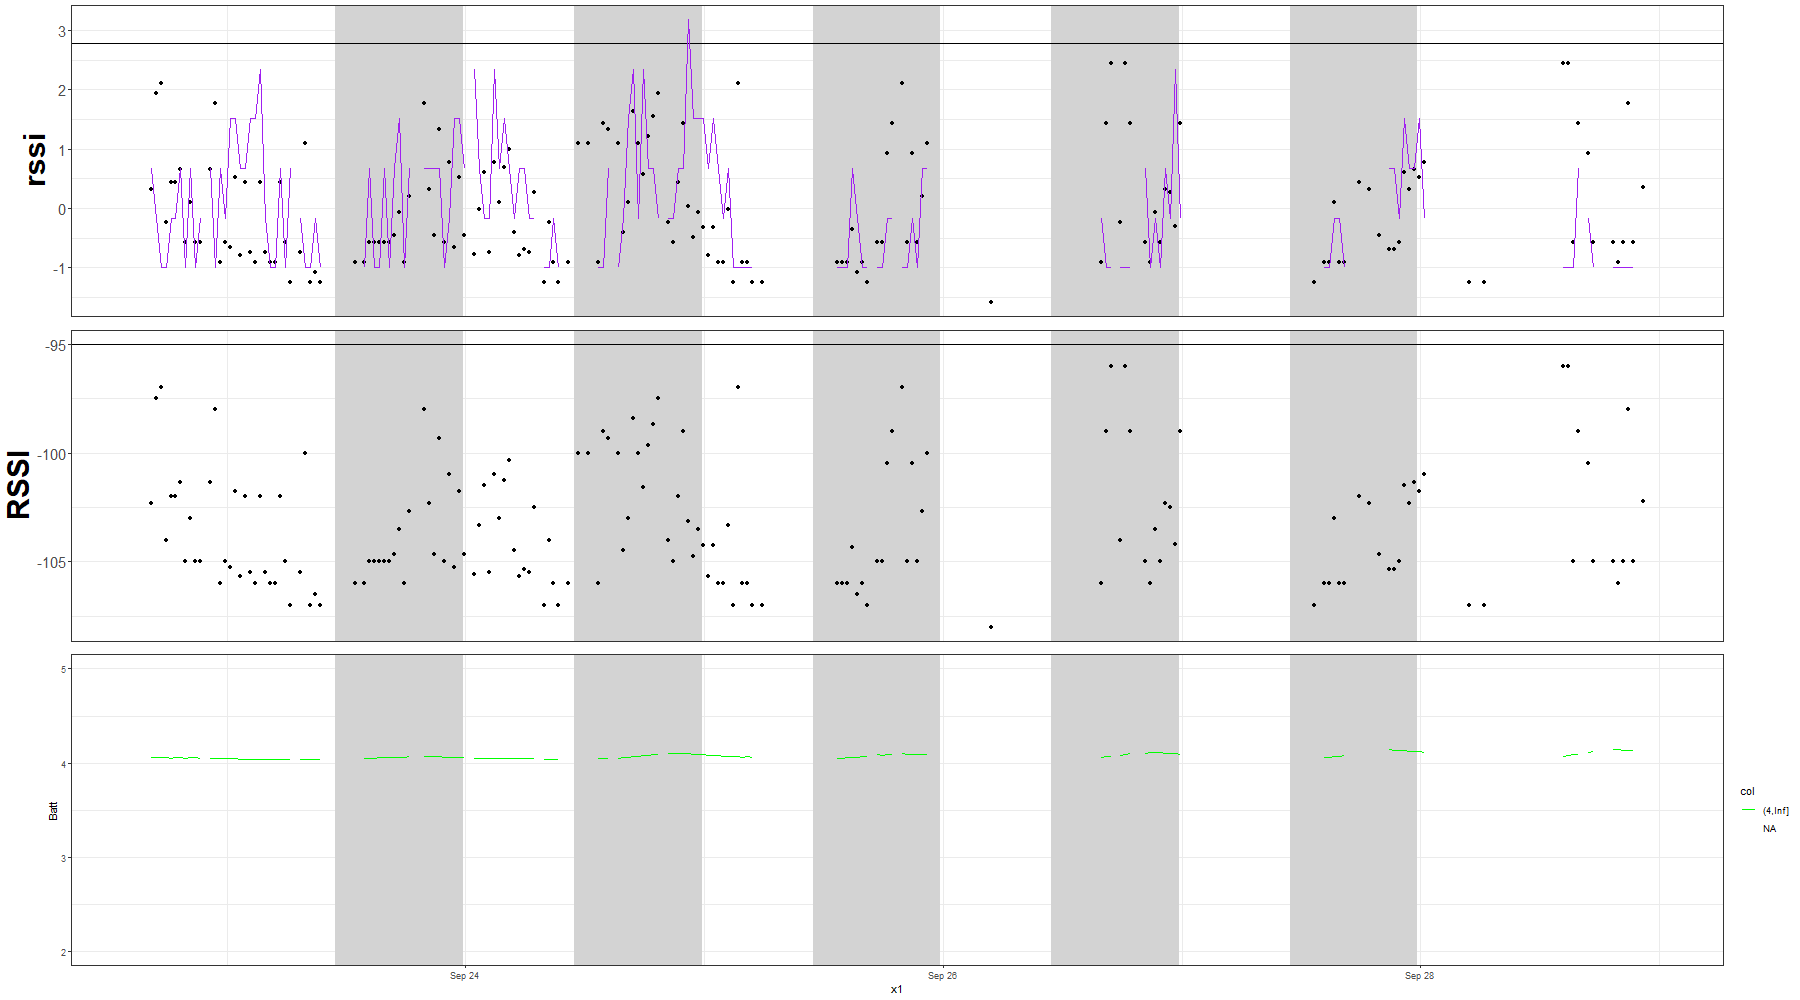 rssi
3
2
1
0
-1
RSSI
-95
-100
-105
Batt
5
4
3
2
Sep 24
Sep 26
Sep 28
x1
col
(4,Inf]
NA